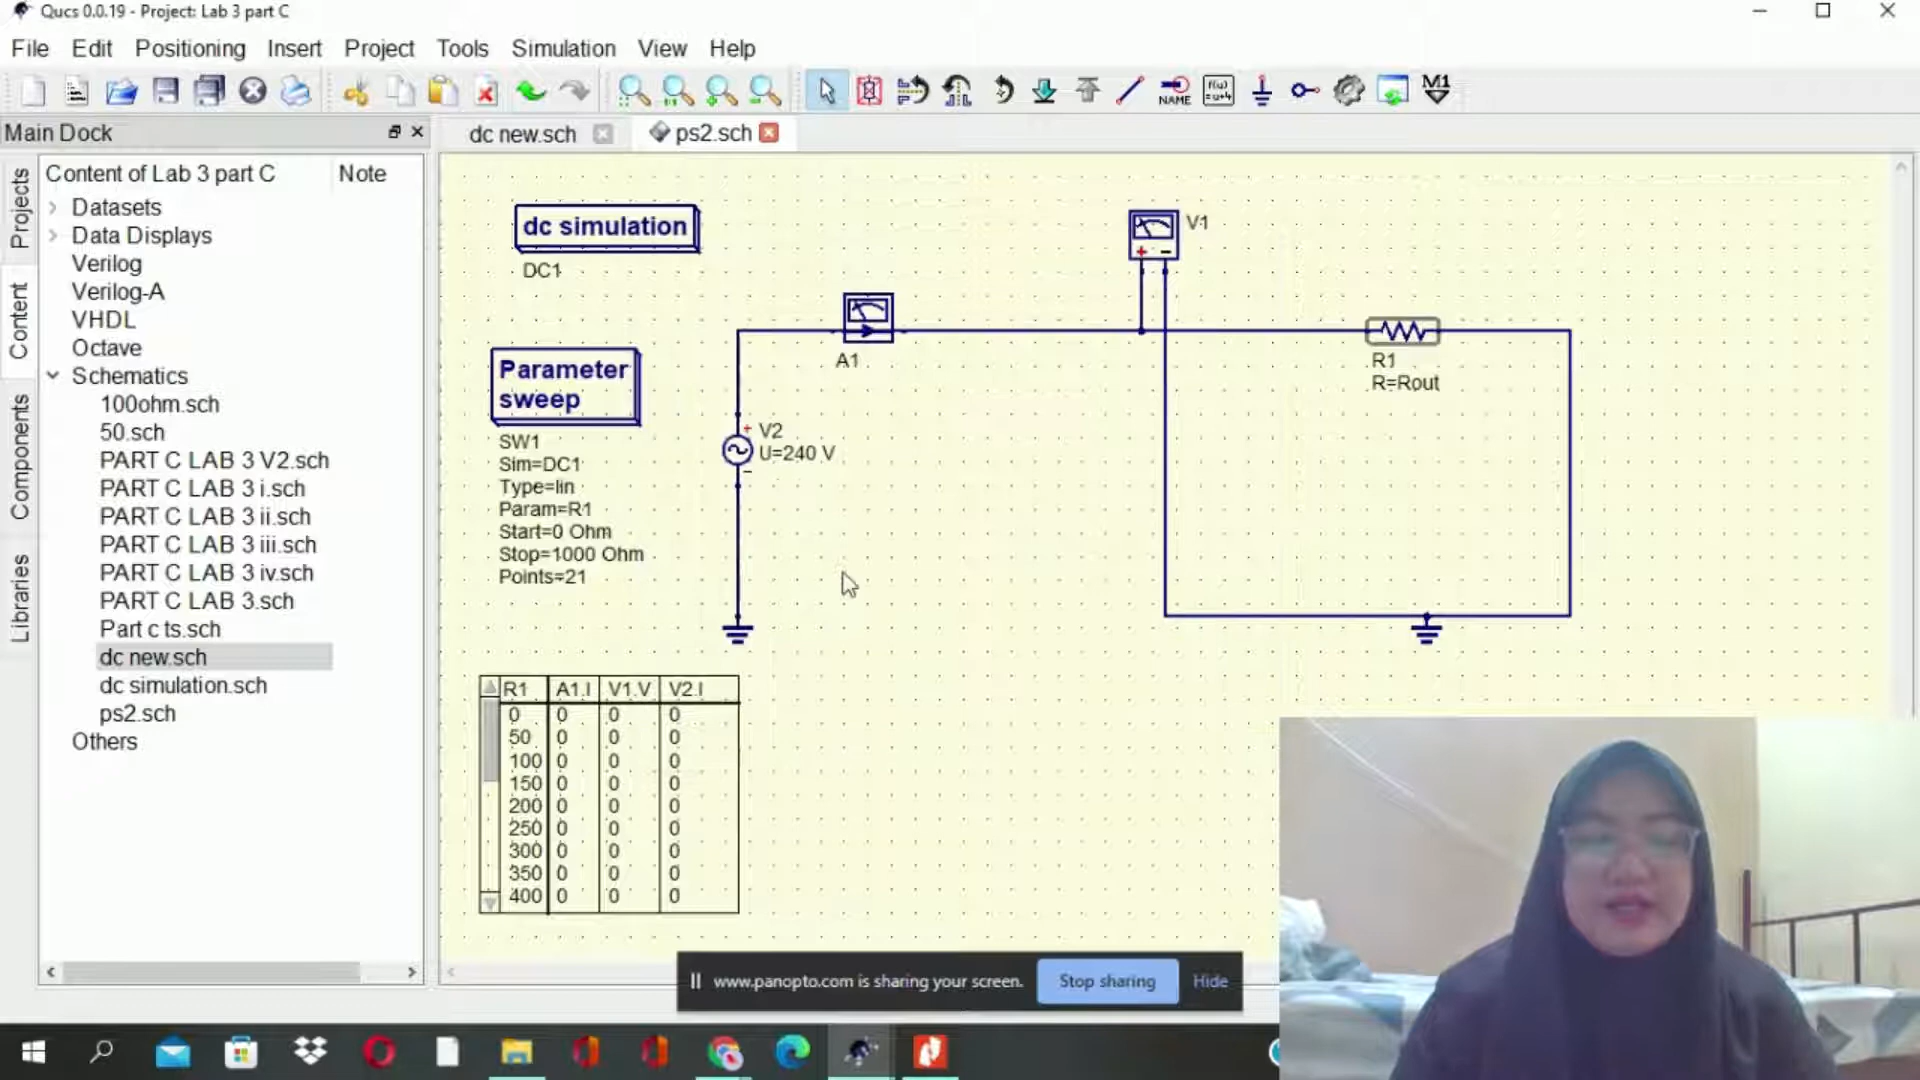 Qucs 0.0.19 - Project: Lab 3 part C
File Edit Positioning Insert Project Tools Simulation View Help
NAME
M1
Main Dock
dc new.sch
ps2.sch
Projects
Content
Components
Libraries
Content of Lab 3 part C Note
Datasets
Data Displays
Verilog
Verilog-A
VHDL
Octave
Schematics
100ohm.sch
50.sch
PART C LAB 3 V2.sch
PART C LAB 3 i.sch
PART C LAB 3 ii.sch
PART C LAB 3 iii.sch
PART C LAB 3 iv.sch
PART C LAB 3.sch
Part c ts.sch
dc new.sch
dc simulation.sch
ps2.sch
Others
dc simulation
DC1
Parameter
sweep
SW1
Sim=DC1
Type=lin
Param=R1
Start=0 Ohm
Stop=1000 Ohm
Points=21
A1
V1
+ -
V2
U=240 V
R1
R=Rout
R1 A1.I V1.V V2.I
0 0 0 0
50 0 0 0
100 0 0 0
150 0 0 0
200 0 0 0
250 0 0 0
300 0 0 0
350 0 0 0
400 0 0 0
www.panopto.com is sharing your screen. Stop sharing Hide